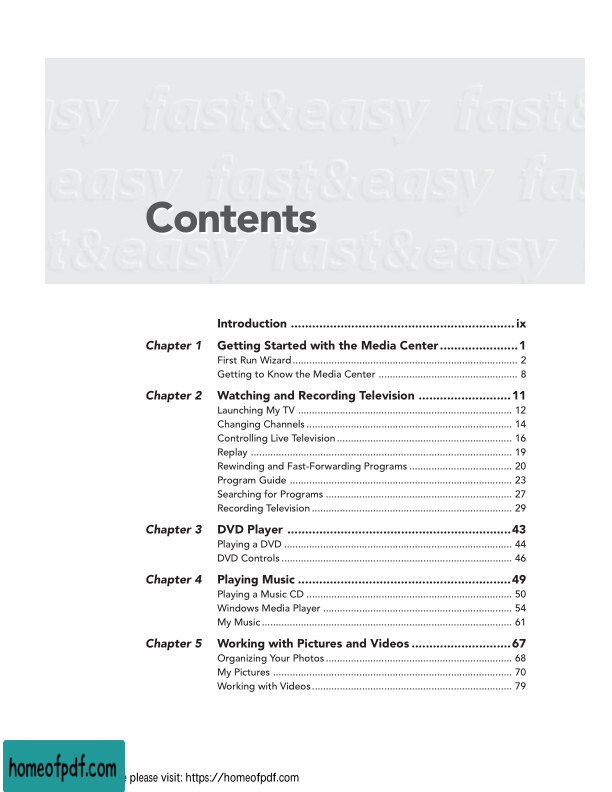 asy fast&easy fast&
easy fast&easy fas
t&easy fast&easy f
Contents
Introduction ............................................................... ix
Chapter 1 Getting Started with the Media Center ...................... 1
First Run Wizard ................................................................................. 2
Getting to Know the Media Center .................................................. 8
Chapter 2 Watching and Recording Television .......................... 11
Launching My TV ............................................................................. 12
Changing Channels .......................................................................... 14
Controlling Live Television ............................................................... 16
Replay .............................................................................................. 19
Rewinding and Fast-Forwarding Programs ..................................... 20
Program Guide ................................................................................ 23
Searching for Programs ................................................................... 27
Recording Television ........................................................................ 29
Chapter 3 DVD Player ............................................................... 43
Playing a DVD .................................................................................. 44
DVD Controls ................................................................................... 46
Chapter 4 Playing Music ............................................................ 49
Playing a Music CD .......................................................................... 50
Windows Media Player .................................................................... 54
My Music .......................................................................................... 61
Chapter 5 Working with Pictures and Videos ............................ 67
Organizing Your Photos ................................................................... 68
My Pictures ...................................................................................... 70
Working with Videos ........................................................................ 79
homeofpdf.com
please visit: https://homeofpdf.com